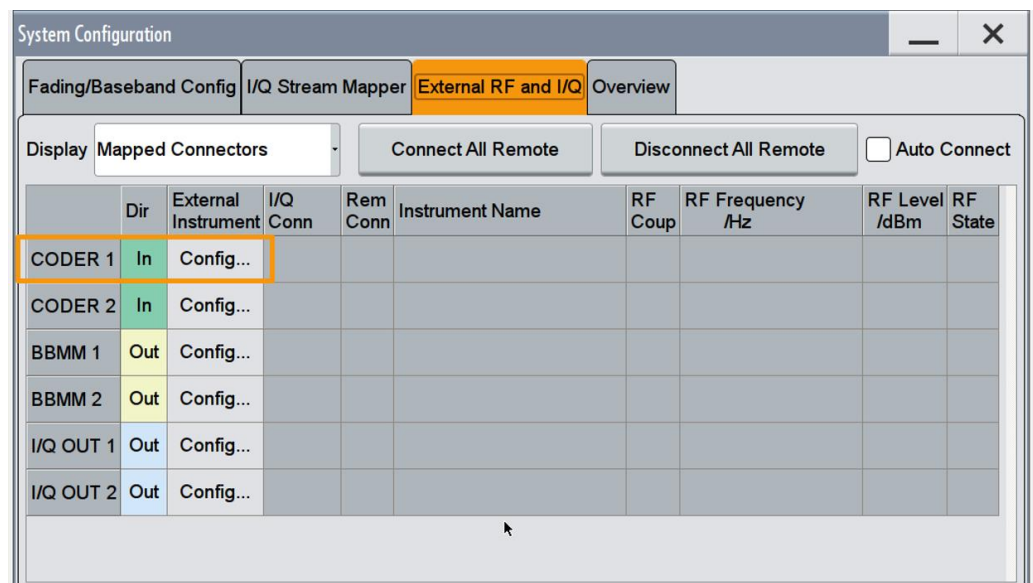 System Configuration
Fading/Baseband Config I/Q Stream Mapper External RF and I/Q Overview
Display Mapped Connectors Connect All Remote Disconnect All Remote Auto Connect
Dir External Instrument I/Q Conn Rem Conn Instrument Name RF Coup RF Frequency /Hz RF Level /dBm RF State
CODER 1 In Config...
CODER 2 In Config...
BBMM 1 Out Config...
BBMM 2 Out Config...
I/Q OUT 1 Out Config...
I/Q OUT 2 Out Config...